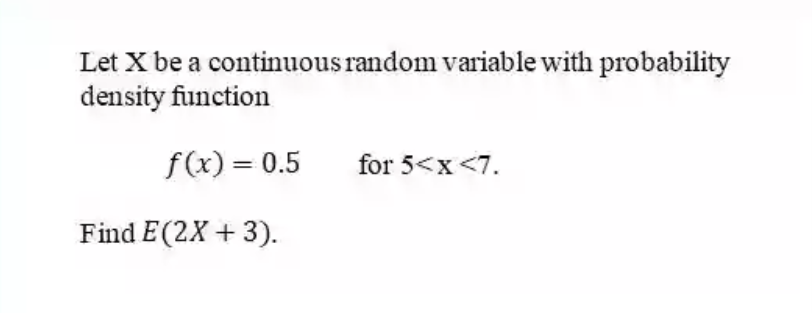 Let X be a continuous random variable with probability
density function
f(x) = 0.5 for 5<x<7.
Find E(2X + 3).